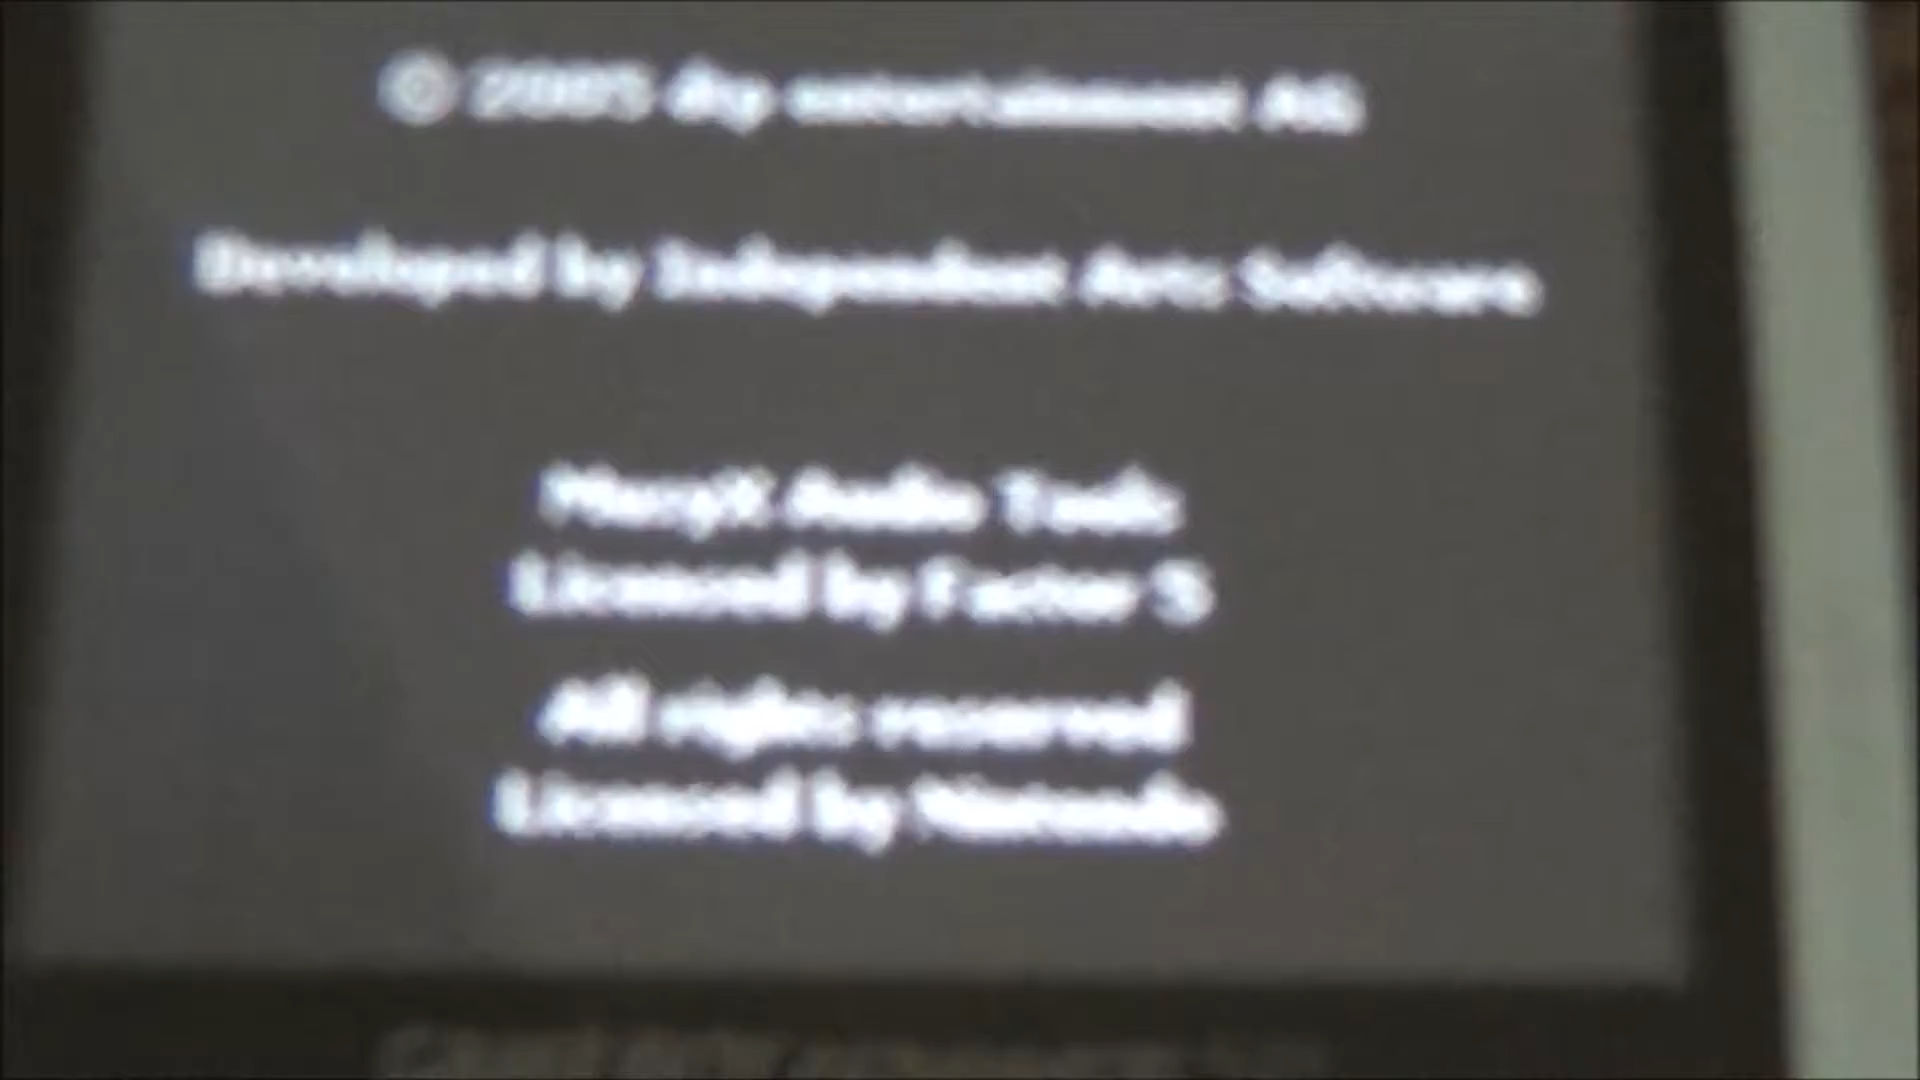 © 2005 dtp entertainment AG
Developed by Independent Arts Software
MusyX Audio Tools
Licensed by Factor 5
All rights reserved
Licensed by Nintendo